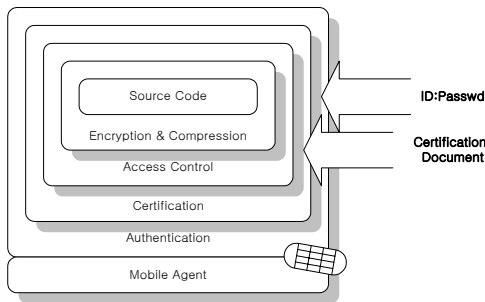 Source Code
ID:Passwd
Encryption & Compression
Certification
Document
Access Control
Certification
Authentication
Mobile Agent